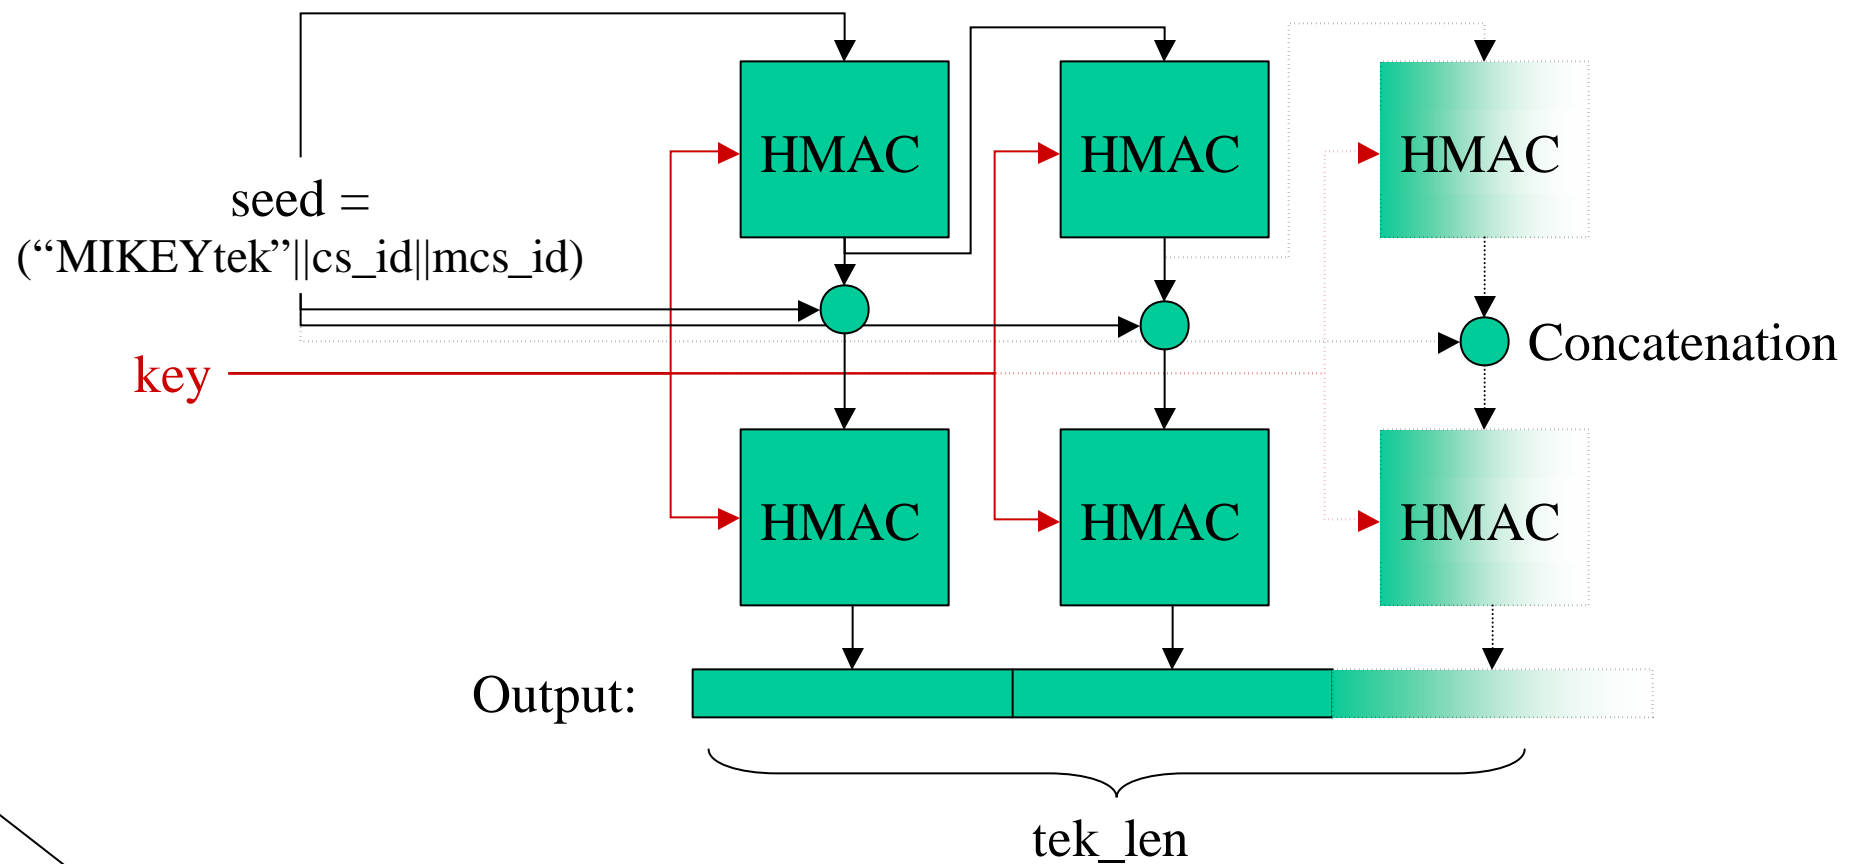 HMAC
HMAC
HMAC
seed =
(“MIKEYtek”||cs_id||mcs_id)
Concatenation
key
HMAC
HMAC
HMAC
Output:
tek_len